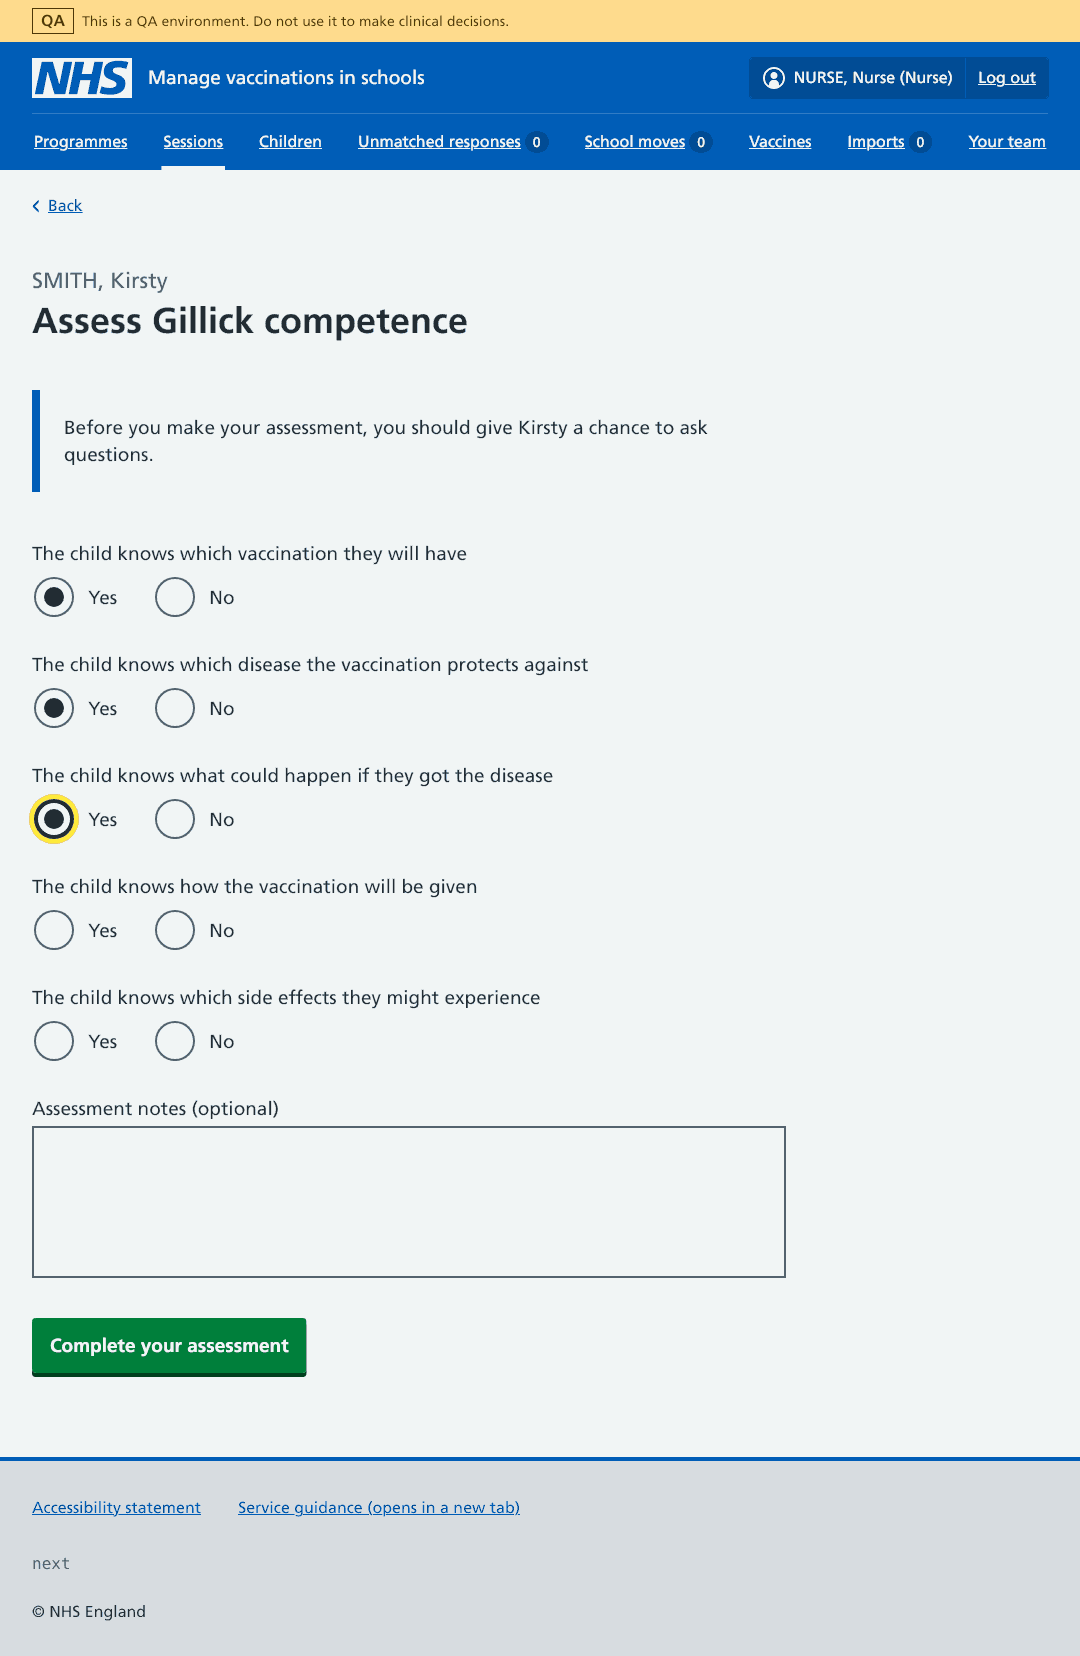 QA This is a QA environment. Do not use it to make clinical decisions.
NHS Manage vaccinations in schools NURSE, Nurse (Nurse) Log out
Programmes Sessions Children Unmatched responses 0 School moves 0 Vaccines Imports 0 Your team
Back
SMITH, Kirsty
Assess Gillick competence
Before you make your assessment, you should give Kirsty a chance to ask
questions.
The child knows which vaccination they will have
Yes No
The child knows which disease the vaccination protects against
Yes No
The child knows what could happen if they got the disease
Yes No
The child knows how the vaccination will be given
Yes No
The child knows which side effects they might experience
Yes No
Assessment notes (optional)
Complete your assessment
Accessibility statement Service guidance (opens in a new tab)
next
© NHS England